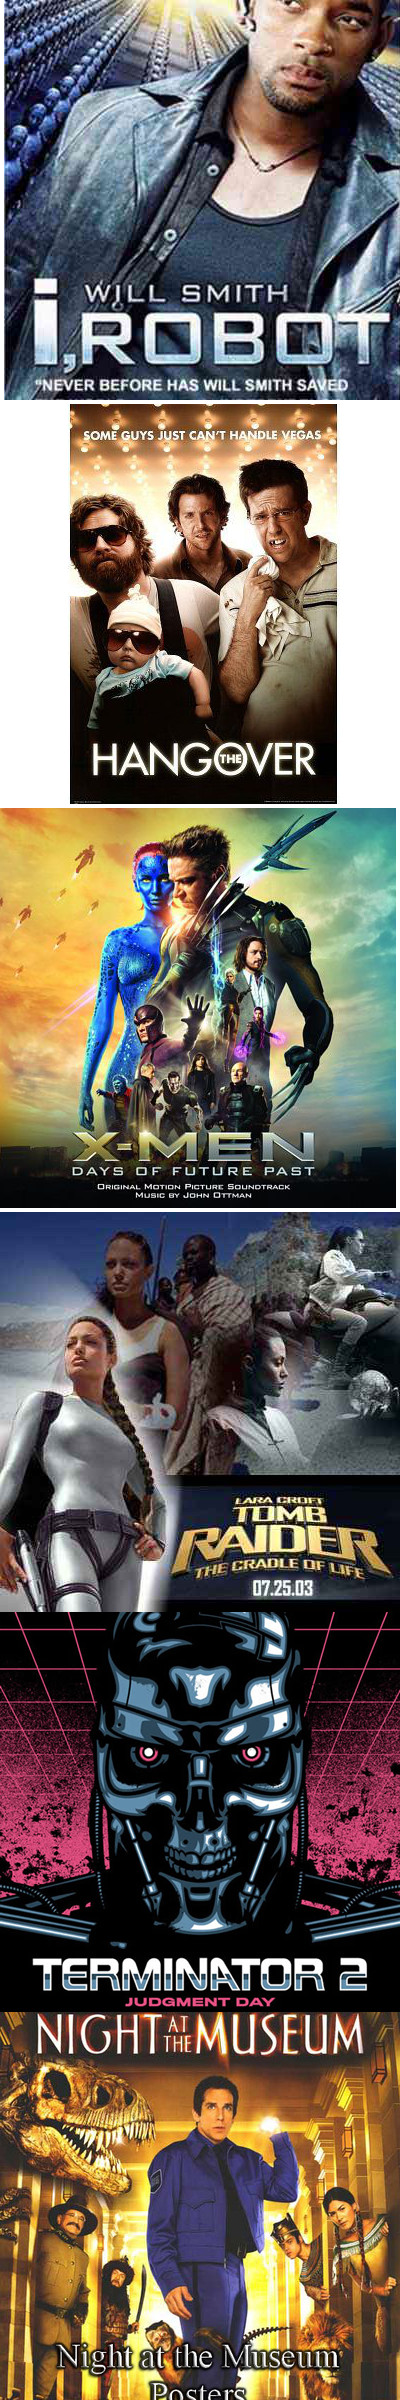 WILL SMITH
i, ROBOT
"NEVER BEFORE HAS WILL SMITH SAVED
SOME GUYS JUST CAN'T HANDLE VEGAS
THE HANGOVER
X-MEN
DAYS OF FUTURE PAST
ORIGINAL MOTION PICTURE SOUNDTRACK
MUSIC BY JOHN OTTMAN
LARA CROFT
TOMB
RAIDER
THE CRADLE OF LIFE
07.25.03
TERMINATOR 2
JUDGMENT DAY
NIGHT AT THE MUSEUM
Night at the Museum
Posters